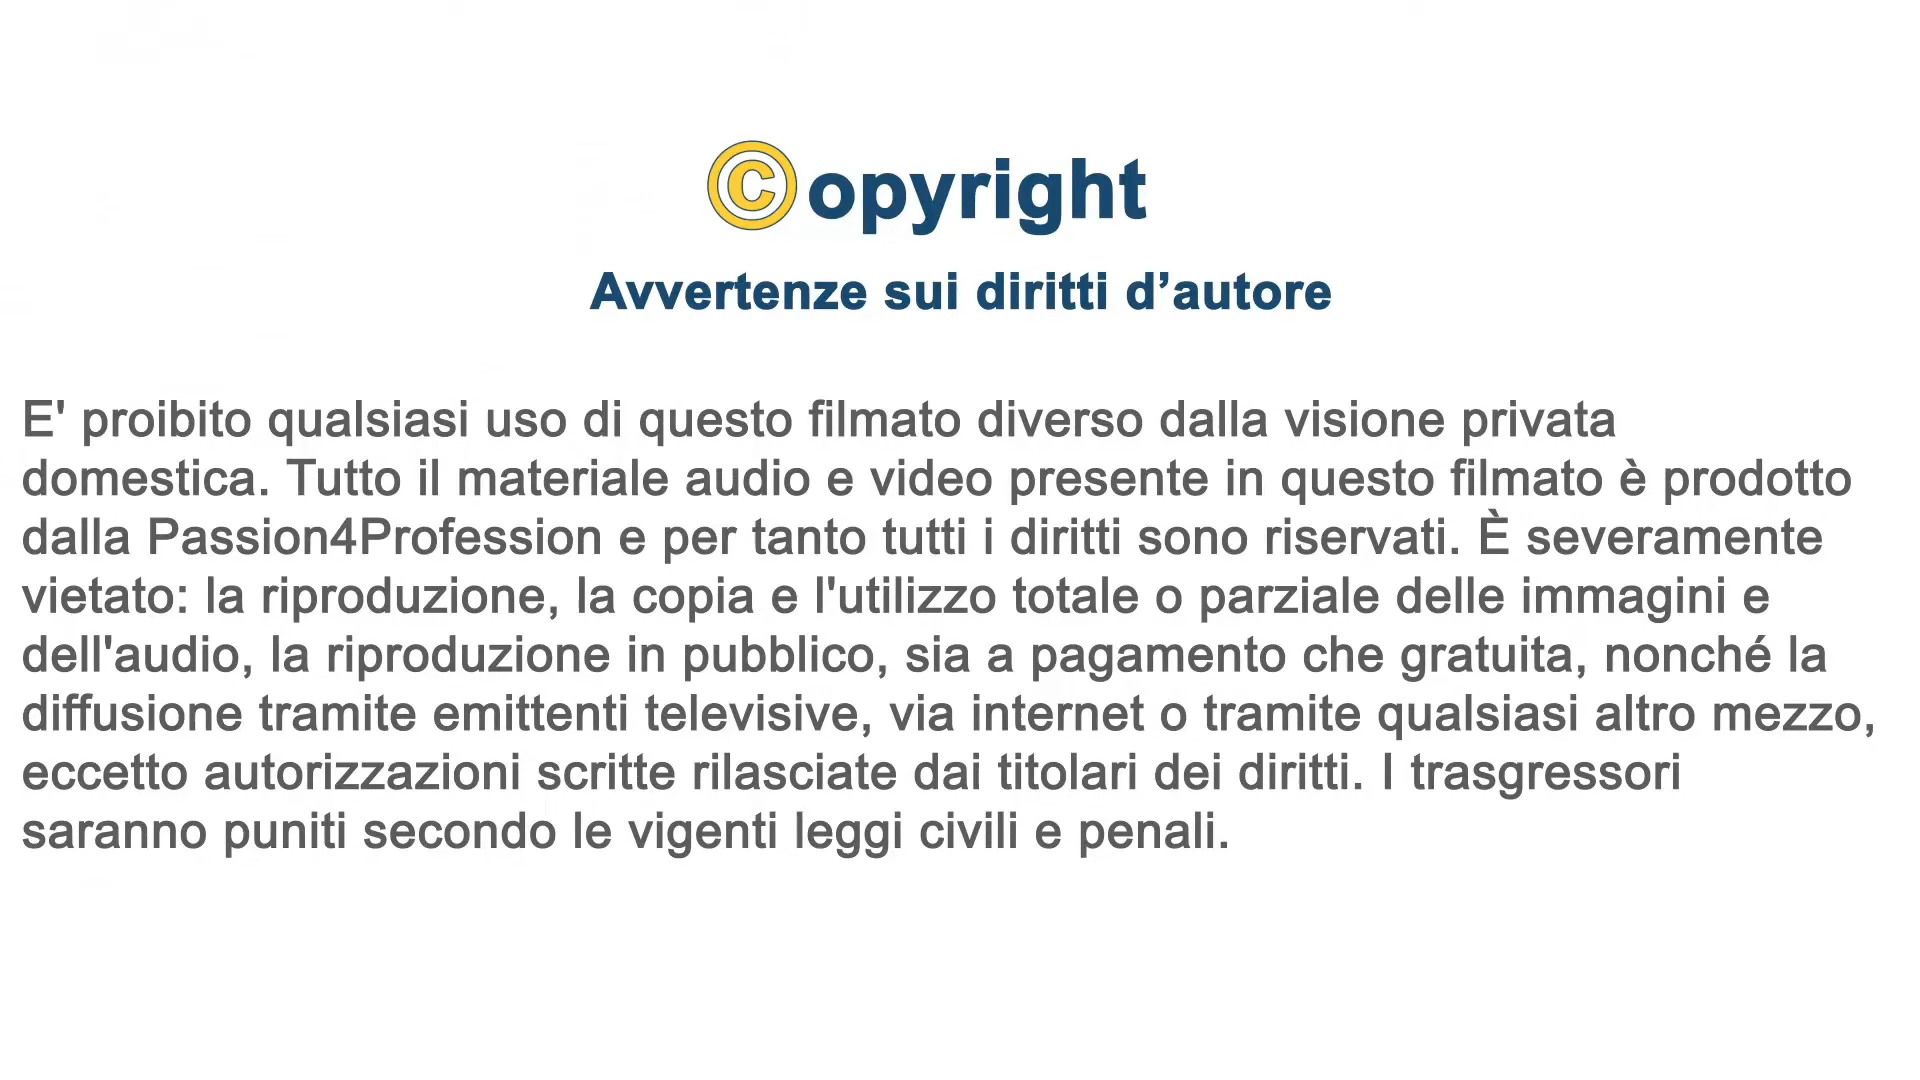 ©opyright
Avvertenze sui diritti d’autore
E' proibito qualsiasi uso di questo filmato diverso dalla visione privata
domestica. Tutto il materiale audio e video presente in questo filmato è prodotto
dalla Passion4Profession e per tanto tutti i diritti sono riservati. È severamente
vietato: la riproduzione, la copia e l'utilizzo totale o parziale delle immagini e
dell'audio, la riproduzione in pubblico, sia a pagamento che gratuita, nonché la
diffusione tramite emittenti televisive, via internet o tramite qualsiasi altro mezzo,
eccetto autorizzazioni scritte rilasciate dai titolari dei diritti. I trasgressori
saranno puniti secondo le vigenti leggi civili e penali.